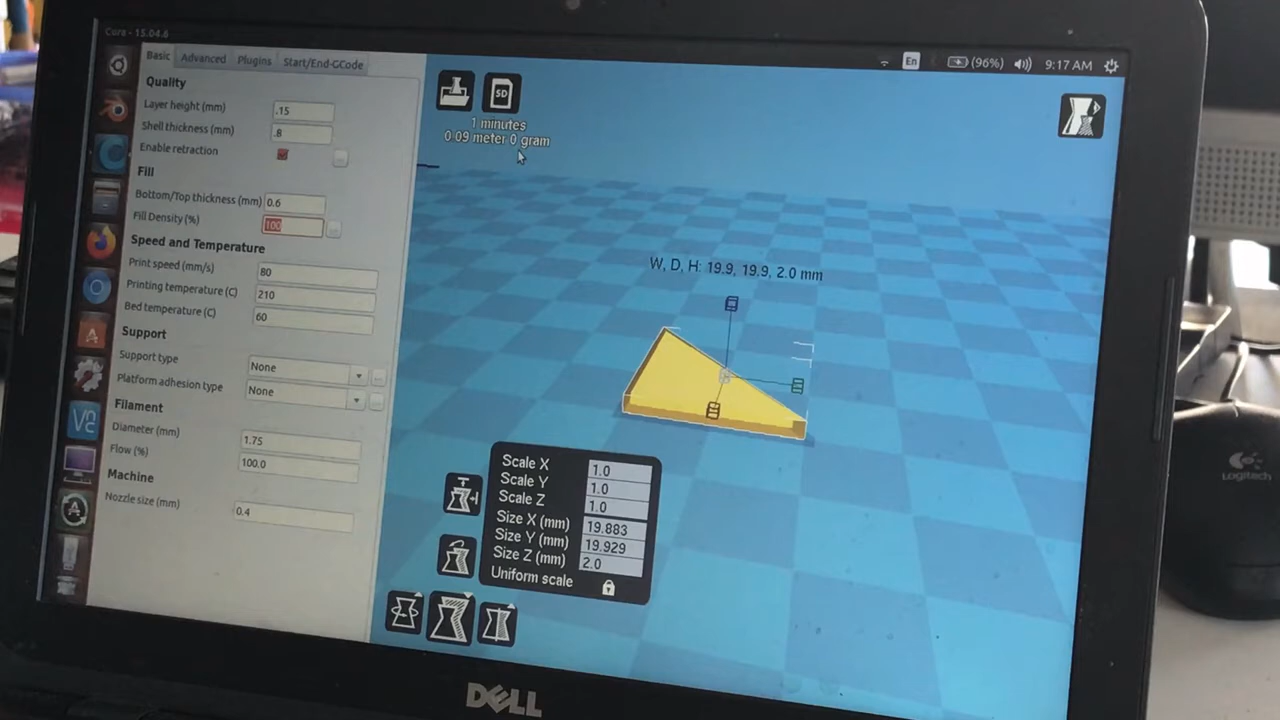 Cura - 15.04.6
En (96%) 9:17 AM
Basic Advanced Plugins Start/End-GCode
Quality
Layer height (mm) .15
Shell thickness (mm) .8
Enable retraction
Fill
Bottom/Top thickness (mm) 0.6
Fill Density (%) 100
Speed and Temperature
Print speed (mm/s) 80
Printing temperature (C) 210
Bed temperature (C) 60
Support
Support type None
Platform adhesion type None
Filament
Diameter (mm) 1.75
Flow (%) 100.0
Machine
Nozzle size (mm) 0.4
SD
1 minutes
0.09 meter 0 gram
W, D, H: 19.9, 19.9, 2.0 mm
Scale X 1.0
Scale Y 1.0
Scale Z 1.0
Size X (mm) 19.883
Size Y (mm) 19.929
Size Z (mm) 2.0
Uniform scale
DELL
Logitech